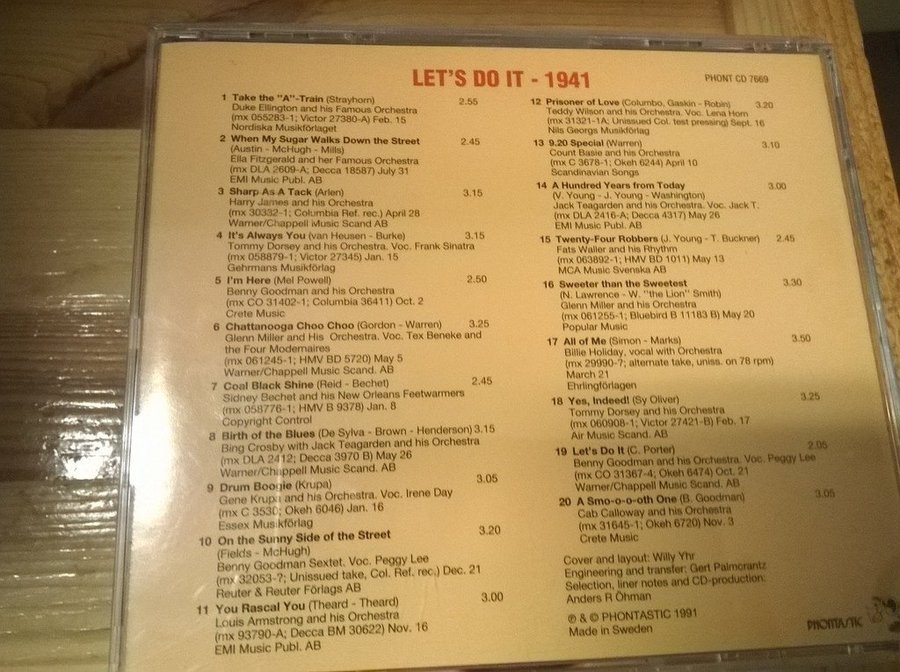 LET'S DO IT - 1941
PHONT CD 7669
1 Take the "A"-Train (Strayhorn) 2.55
Duke Ellington and his Famous Orchestra
(mx 055283-1; Victor 27380-A) Feb. 15
Nordiska Musikförlaget
2 When My Sugar Walks Down the Street 2.45
(Austin - McHugh - Mills)
Ella Fitzgerald and her Famous Orchestra
(mx DLA 2609-A; Decca 18587) July 31
EMI Music Publ. AB
3 Sharp As A Tack (Arlen) 3.15
Harry James and his Orchestra
(mx 30332-1; Columbia Ref. rec.) April 28
Warner/Chappell Music Scand AB
4 It's Always You (van Heusen - Burke) 3.15
Tommy Dorsey and his Orchestra. Voc. Frank Sinatra
(mx 058879-1; Victor 27345) Jan. 15
Gehrmans Musikförlag
5 I'm Here (Mel Powell) 2.50
Benny Goodman and his Orchestra
(mx CO 31402-1; Columbia 36411) Oct. 2
Crete Music
6 Chattanooga Choo Choo (Gordon - Warren) 3.25
Glenn Miller and His Orchestra. Voc. Tex Beneke and
the Four Modernaires
(mx 061245-1; HMV BD 5720) May 5
Warner/Chappell Music Scand. AB
7 Coal Black Shine (Reid - Bechet) 2.45
Sidney Bechet and his New Orleans Feetwarmers
(mx 058776-1; HMV B 9378) Jan. 8
Copyright Control
8 Birth of the Blues (De Sylva - Brown - Henderson) 3.15
Bing Crosby with Jack Teagarden and his Orchestra
(mx DLA 2412; Decca 3970 B) May 26
Warner/Chappell Music Scand. AB
9 Drum Boogie (Krupa) 3.05
Gene Krupa and his Orchestra. Voc. Irene Day
(mx C 3530; Okeh 6046) Jan. 16
Essex Musikförlag
10 On the Sunny Side of the Street 3.20
(Fields - McHugh)
Benny Goodman Sextet. Voc. Peggy Lee
(mx 32053-7; Unissued take, Col. Ref. rec.) Dec. 21
Reuter & Reuter Förlags AB
11 You Rascal You (Theard - Theard) 3.00
Louis Armstrong and his Orchestra
(mx 93790-A; Decca BM 30622) Nov. 16
EMI Music Publ. AB
12 Prisoner of Love (Columbo, Gaskin - Robin) 3.20
Teddy Wilson and his Orchestra. Voc. Lena Horn
(mx 31321-1A; Unissued Col. test pressing) Sept. 16
Nils Georgs Musikförlag
13 9.20 Special (Warren) 3.10
Count Basie and his Orchestra
(mx C 3678-1; Okeh 6244) April 10
Scandinavian Songs
14 A Hundred Years from Today 3.00
(V. Young - J. Young - Washington)
Jack Teagarden and his Orchestra. Voc. Jack T.
(mx DLA 2416-A; Decca 4317) May 26
EMI Music Publ. AB
15 Twenty-Four Robbers (J. Young - T. Buckner) 2.45
Fats Waller and his Rhythm
(mx 063892-1; HMV BD 1011) May 13
MCA Music Svenska AB
16 Sweeter than the Sweetest 3.30
(N. Lawrence - W. "the Lion" Smith)
Glenn Miller and his Orchestra
(mx 061255-1; Bluebird B 11183 B) May 20
Popular Music
17 All of Me (Simon - Marks) 3.50
Billie Holiday, vocal with Orchestra
(mx 29990-7; alternate take, uniss. on 78 rpm)
March 21
Ehrlingförlagen
18 Yes, Indeed! (Sy Oliver) 3.25
Tommy Dorsey and his Orchestra
(mx 060908-1; Victor 27421-B) Feb. 17
Air Music Scand. AB
19 Let's Do It (C. Porter) 2.05
Benny Goodman and his Orchestra. Voc. Peggy Lee
(mx CO 31367-4; Okeh 6474) Oct. 21
Warner/Chappell Music Scand. AB
20 A Smo-o-o-oth One (B. Goodman) 3.05
Cab Calloway and his Orchestra
(mx 31645-1; Okeh 6720) Nov. 3
Crete Music
Cover and layout: Willy Yhr
Engineering and transfer: Gert Palmcrantz
Selection, liner notes and CD-production:
Anders R Öhman
℗ & © PHONTASTIC 1991
Made in Sweden
PHONTASTIC